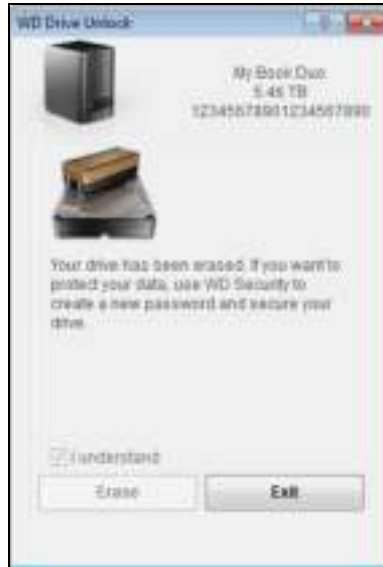 WD Drive Unlock
My Book Duo
5.45 TB
12345678901234567890
Your drive has been erased. If you want to
protect your data, use WD Security to
create a new password and secure your
drive.
I understand
Erase
Exit